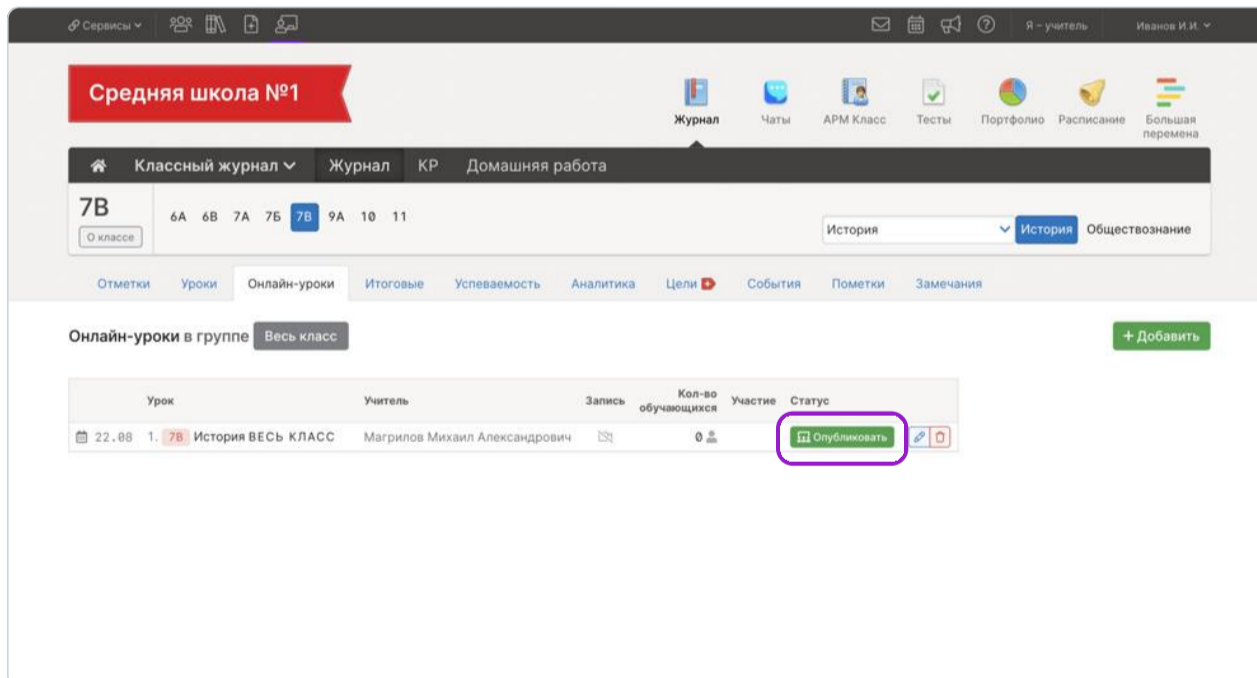 Сервисы
Я – учитель
Иванов И.И.
Средняя школа №1
Журнал
Чаты
АРМ Класс
Тесты
Портфолио
Расписание
Большая
перемена
Классный журнал
Журнал
КР
Домашняя работа
7В
О классе
6А 6В 7А 7Б 7В 9А 10 11
История
История
Обществознание
Отметки
Уроки
Онлайн-уроки
Итоговые
Успеваемость
Аналитика
Цели
События
Пометки
Замечания
Онлайн-уроки в группе Весь класс
+ Добавить
Урок
Учитель
Запись
Кол-во
обучающихся
Участие
Статус
22.08 1. 7В История ВЕСЬ КЛАСС Магрилов Михаил Александрович 0 Опубликовать